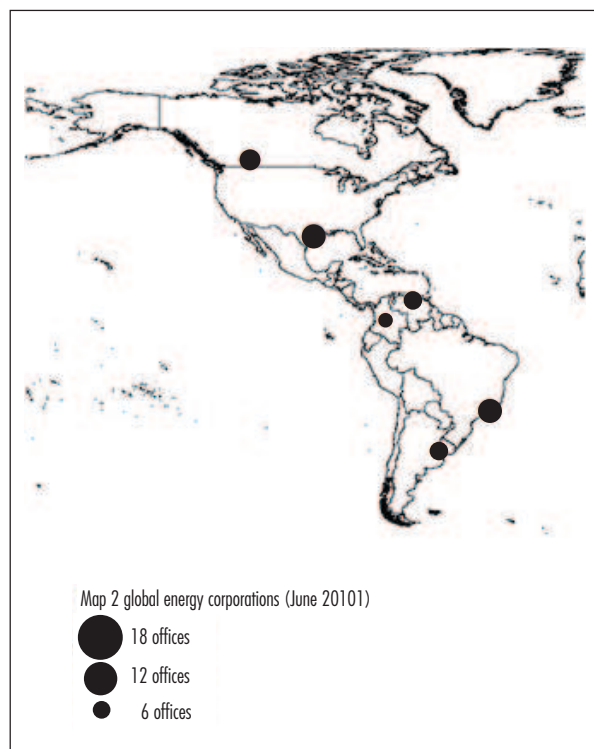 Map 2 global energy corporations (June 20101)
18 offices
12 offices
6 offices